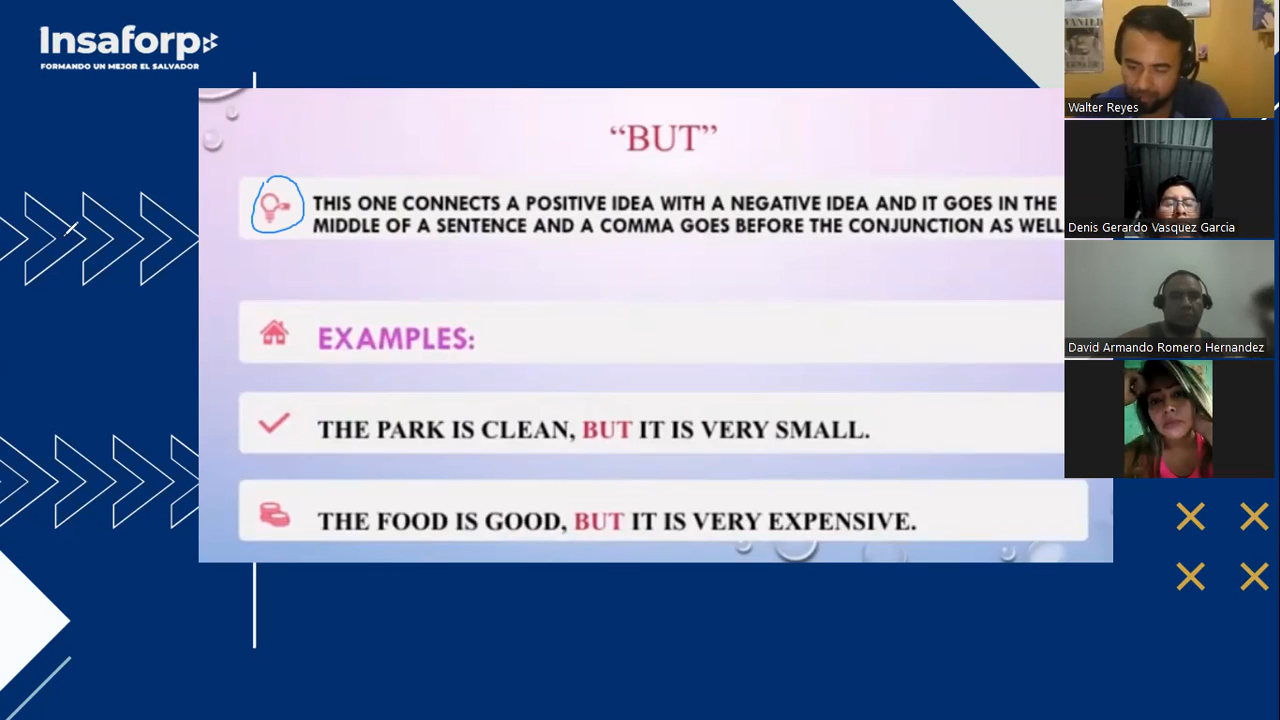 Insaforp
FORMANDO UN MEJOR EL SALVADOR
"BUT"
THIS ONE CONNECTS A POSITIVE IDEA WITH A NEGATIVE IDEA AND IT GOES IN THE
MIDDLE OF A SENTENCE AND A COMMA GOES BEFORE THE CONJUNCTION AS WELL
EXAMPLES:
THE PARK IS CLEAN, BUT IT IS VERY SMALL.
THE FOOD IS GOOD, BUT IT IS VERY EXPENSIVE.
WANTED
Walter Reyes
Denis Gerardo Vasquez Garcia
David Armando Romero Hernandez